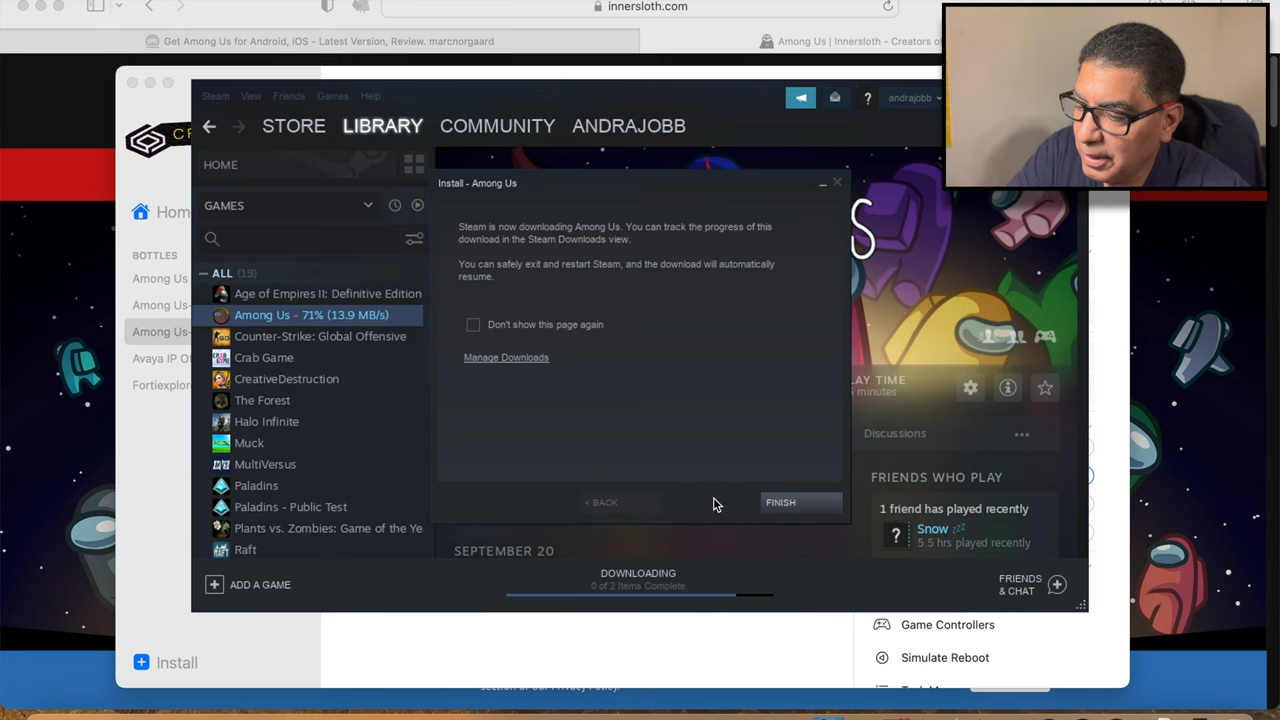 innersloth.com
Get Among Us for Android, iOS - Latest Version, Review. marcnorgaard
Among Us | Innersloth - Creators of
Steam View Friends Games Help
andrajobb
STORE LIBRARY COMMUNITY ANDRAJOBB
HOME
GAMES
ALL (19)
Age of Empires II: Definitive Edition
Among Us - 71% (13.9 MB/s)
Counter-Strike: Global Offensive
Crab Game
CreativeDestruction
The Forest
Halo Infinite
Muck
MultiVersus
Paladins
Paladins - Public Test
Plants vs. Zombies: Game of the Ye
Raft
ADD A GAME
Install - Among Us
Steam is now downloading Among Us. You can track the progress of this
download in the Steam Downloads view.
You can safely exit and restart Steam, and the download will automatically
resume.
Don't show this page again
Manage Downloads
< BACK
FINISH
S
LAY TIME
minutes
Discussions
FRIENDS WHO PLAY
1 friend has played recently
Snow zzz
5.5 hrs played recently
SEPTEMBER 20
DOWNLOADING
0 of 2 Items Complete
FRIENDS
& CHAT
CR
Hom
BOTTLES
Among Us
Among Us-
Among Us-
Avaya IP O
Fortiexplore
Install
Game Controllers
Simulate Reboot